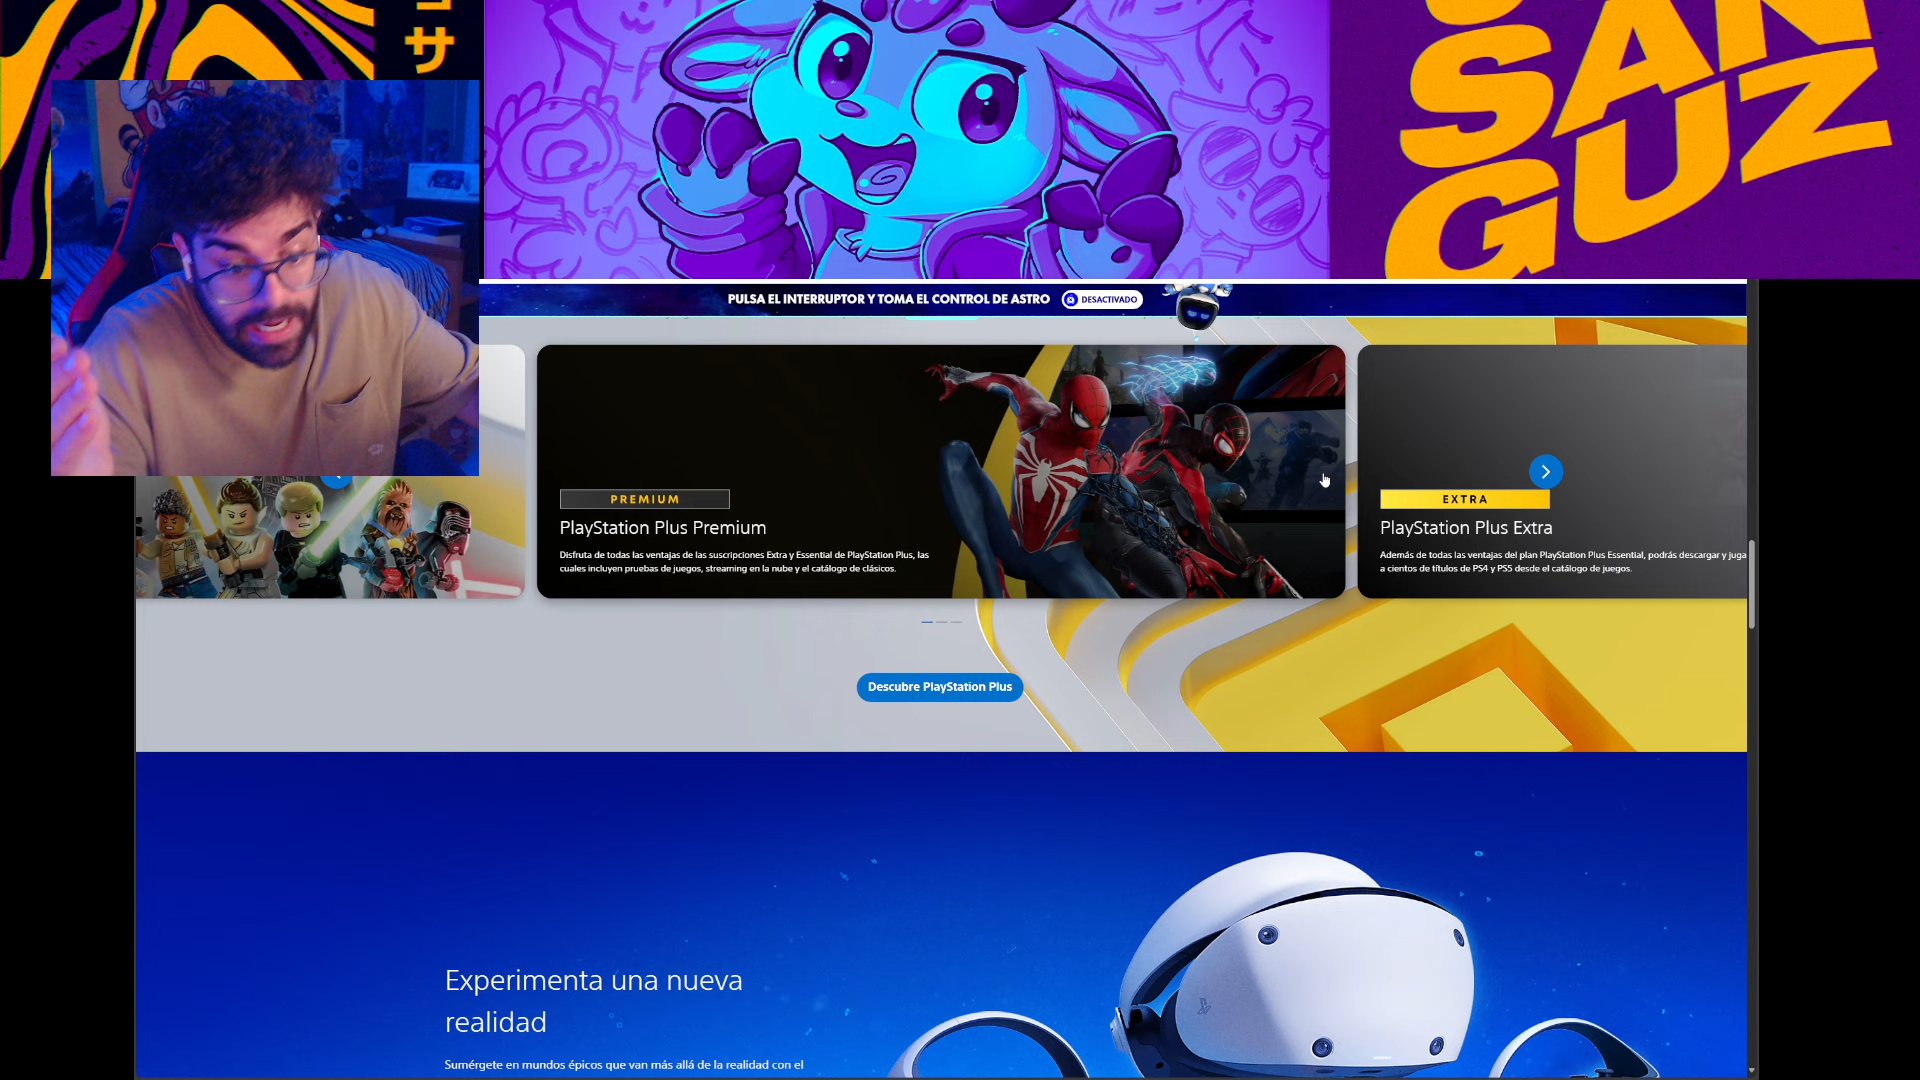 サ
SAN
GUZ
PULSA EL INTERRUPTOR Y TOMA EL CONTROL DE ASTRO
DESACTIVADO
PREMIUM
PlayStation Plus Premium
Disfruta de todas las ventajas de las suscripciones Extra y Essential de PlayStation Plus, las
cuales incluyen pruebas de juegos, streaming en la nube y el catálogo de clásicos.
EXTRA
PlayStation Plus Extra
Además de todas las ventajas del plan PlayStation Plus Essential, podrás descargar y juga
a cientos de títulos de PS4 y PS5 desde el catálogo de juegos.
Descubre PlayStation Plus
Experimenta una nueva
realidad
Sumérgete en mundos épicos que van más allá de la realidad con el